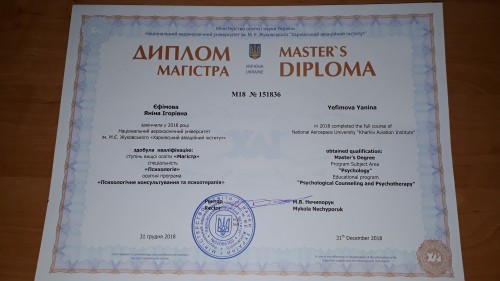 Міністерство освіти і науки України
Національний аерокосмічний університет ім. М. Є. Жуковського "Харківський авіаційний інститут"
ДИПЛОМ
МАГІСТРА
УКРАЇНА
UKRAINE
MASTER`S
DIPLOMA
М18 № 151836
Єфімова
Яніна Ігорівна
закінчила у 2018 році
Національний аерокосмічний університет
ім. М.Є. Жуковського «Харківський авіаційний інститут»
здобула кваліфікацію:
ступінь вищої освіти «Магістр»
спеціальність
«Психологія»
освітня програма
«Психологічне консультування та психотерапія»
Yefimova Yanina
in 2018 completed the full course of
National Aerospace University "Kharkiv Aviation Institute"
obtained qualification:
Master's Degree
Program Subject Area
"Psychology"
Educational program
"Psychological Counseling and Psychotherapy"
Ректор
Rector
М.В. Нечипорук
Mykola Nechyporuk
31 грудня 2018
31st December 2018